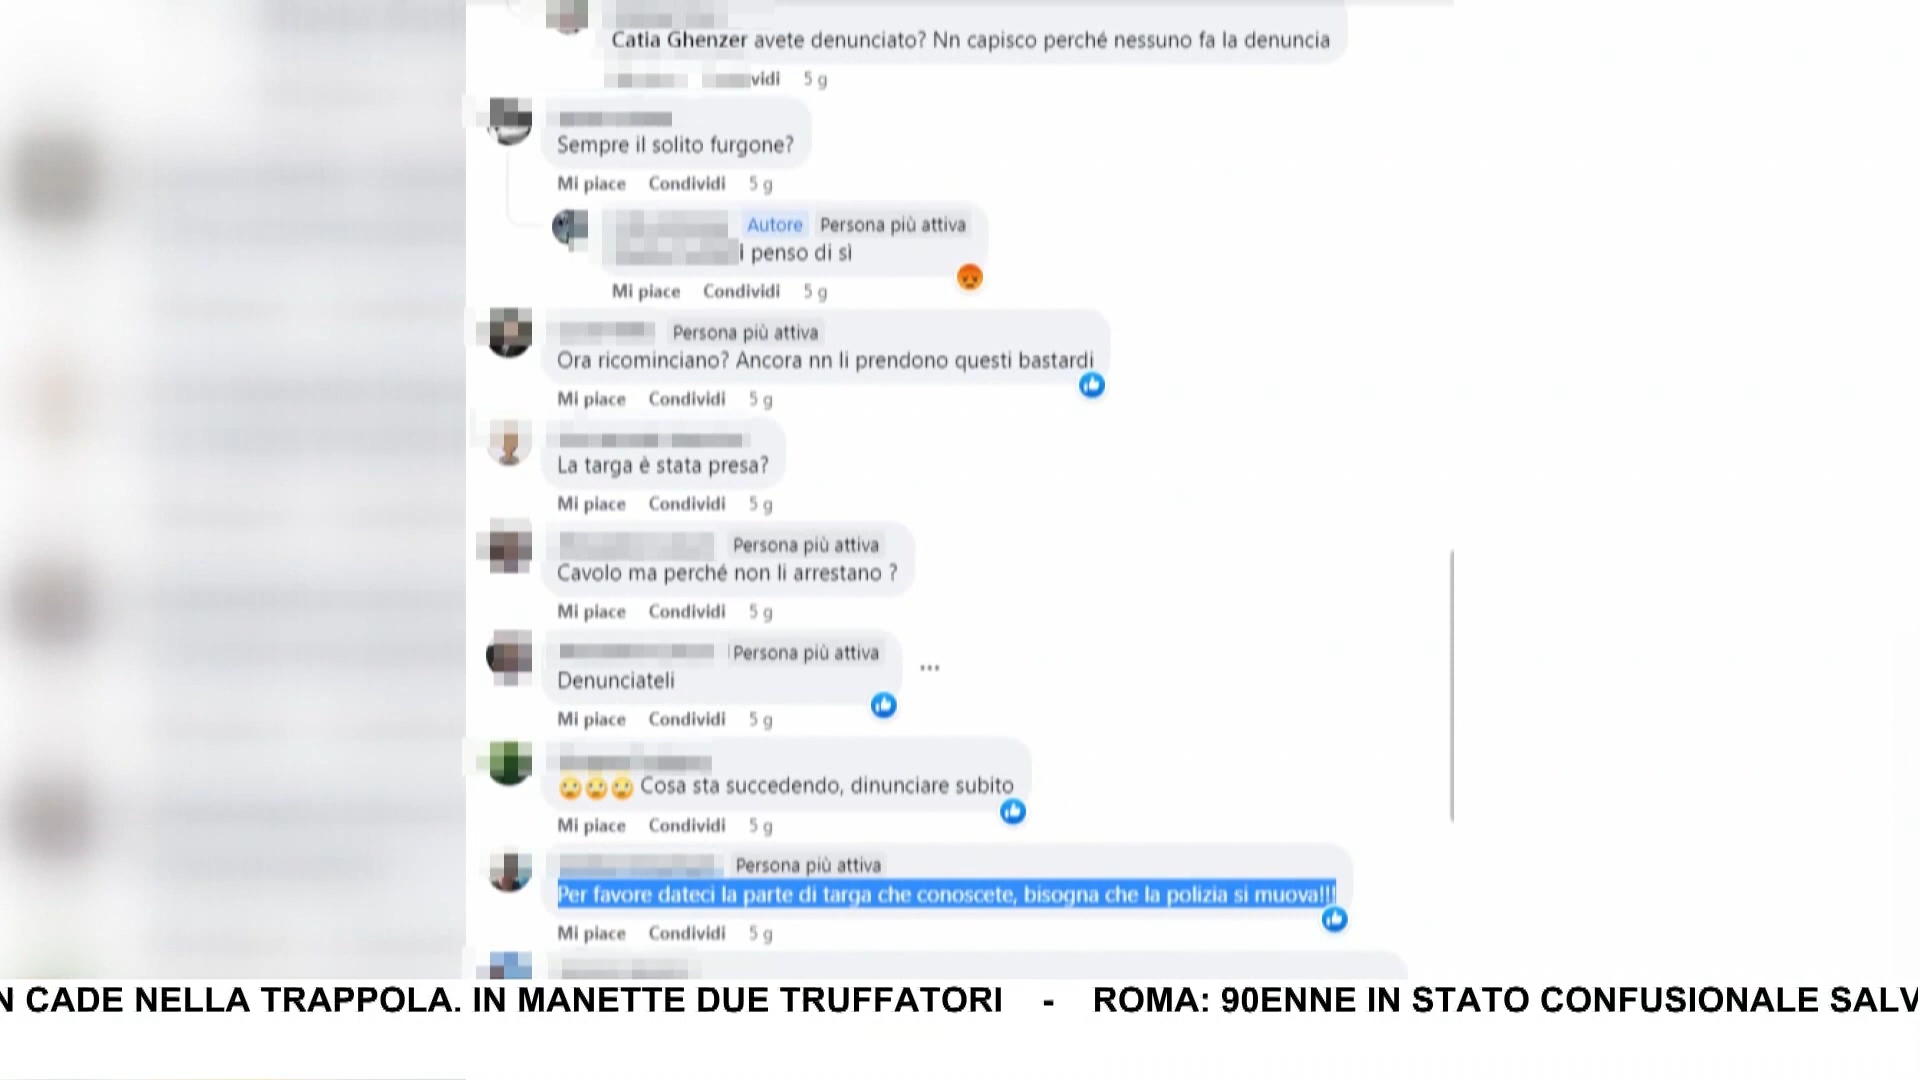 Catia Ghenzer avete denunciato? Nn capisco perché nessuno fa la denuncia
vidi 5 g
Sempre il solito furgone?
Mi piace Condividi 5 g
Autore Persona più attiva
i penso di sì
Mi piace Condividi 5 g
Persona più attiva
Ora ricominciano? Ancora nn li prendono questi bastardi
Mi piace Condividi 5 g
La targa è stata presa?
Mi piace Condividi 5 g
Persona più attiva
Cavolo ma perché non li arrestano ?
Mi piace Condividi 5 g
Persona più attiva
Denunciateli
Mi piace Condividi 5 g
Cosa sta succedendo, dinunciare subito
Mi piace Condividi 5 g
Persona più attiva
Per favore dateci la parte di targa che conoscete, bisogna che la polizia si muova!!!
Mi piace Condividi 5 g
N CADE NELLA TRAPPOLA. IN MANETTE DUE TRUFFATORI - ROMA: 90ENNE IN STATO CONFUSIONALE SALV